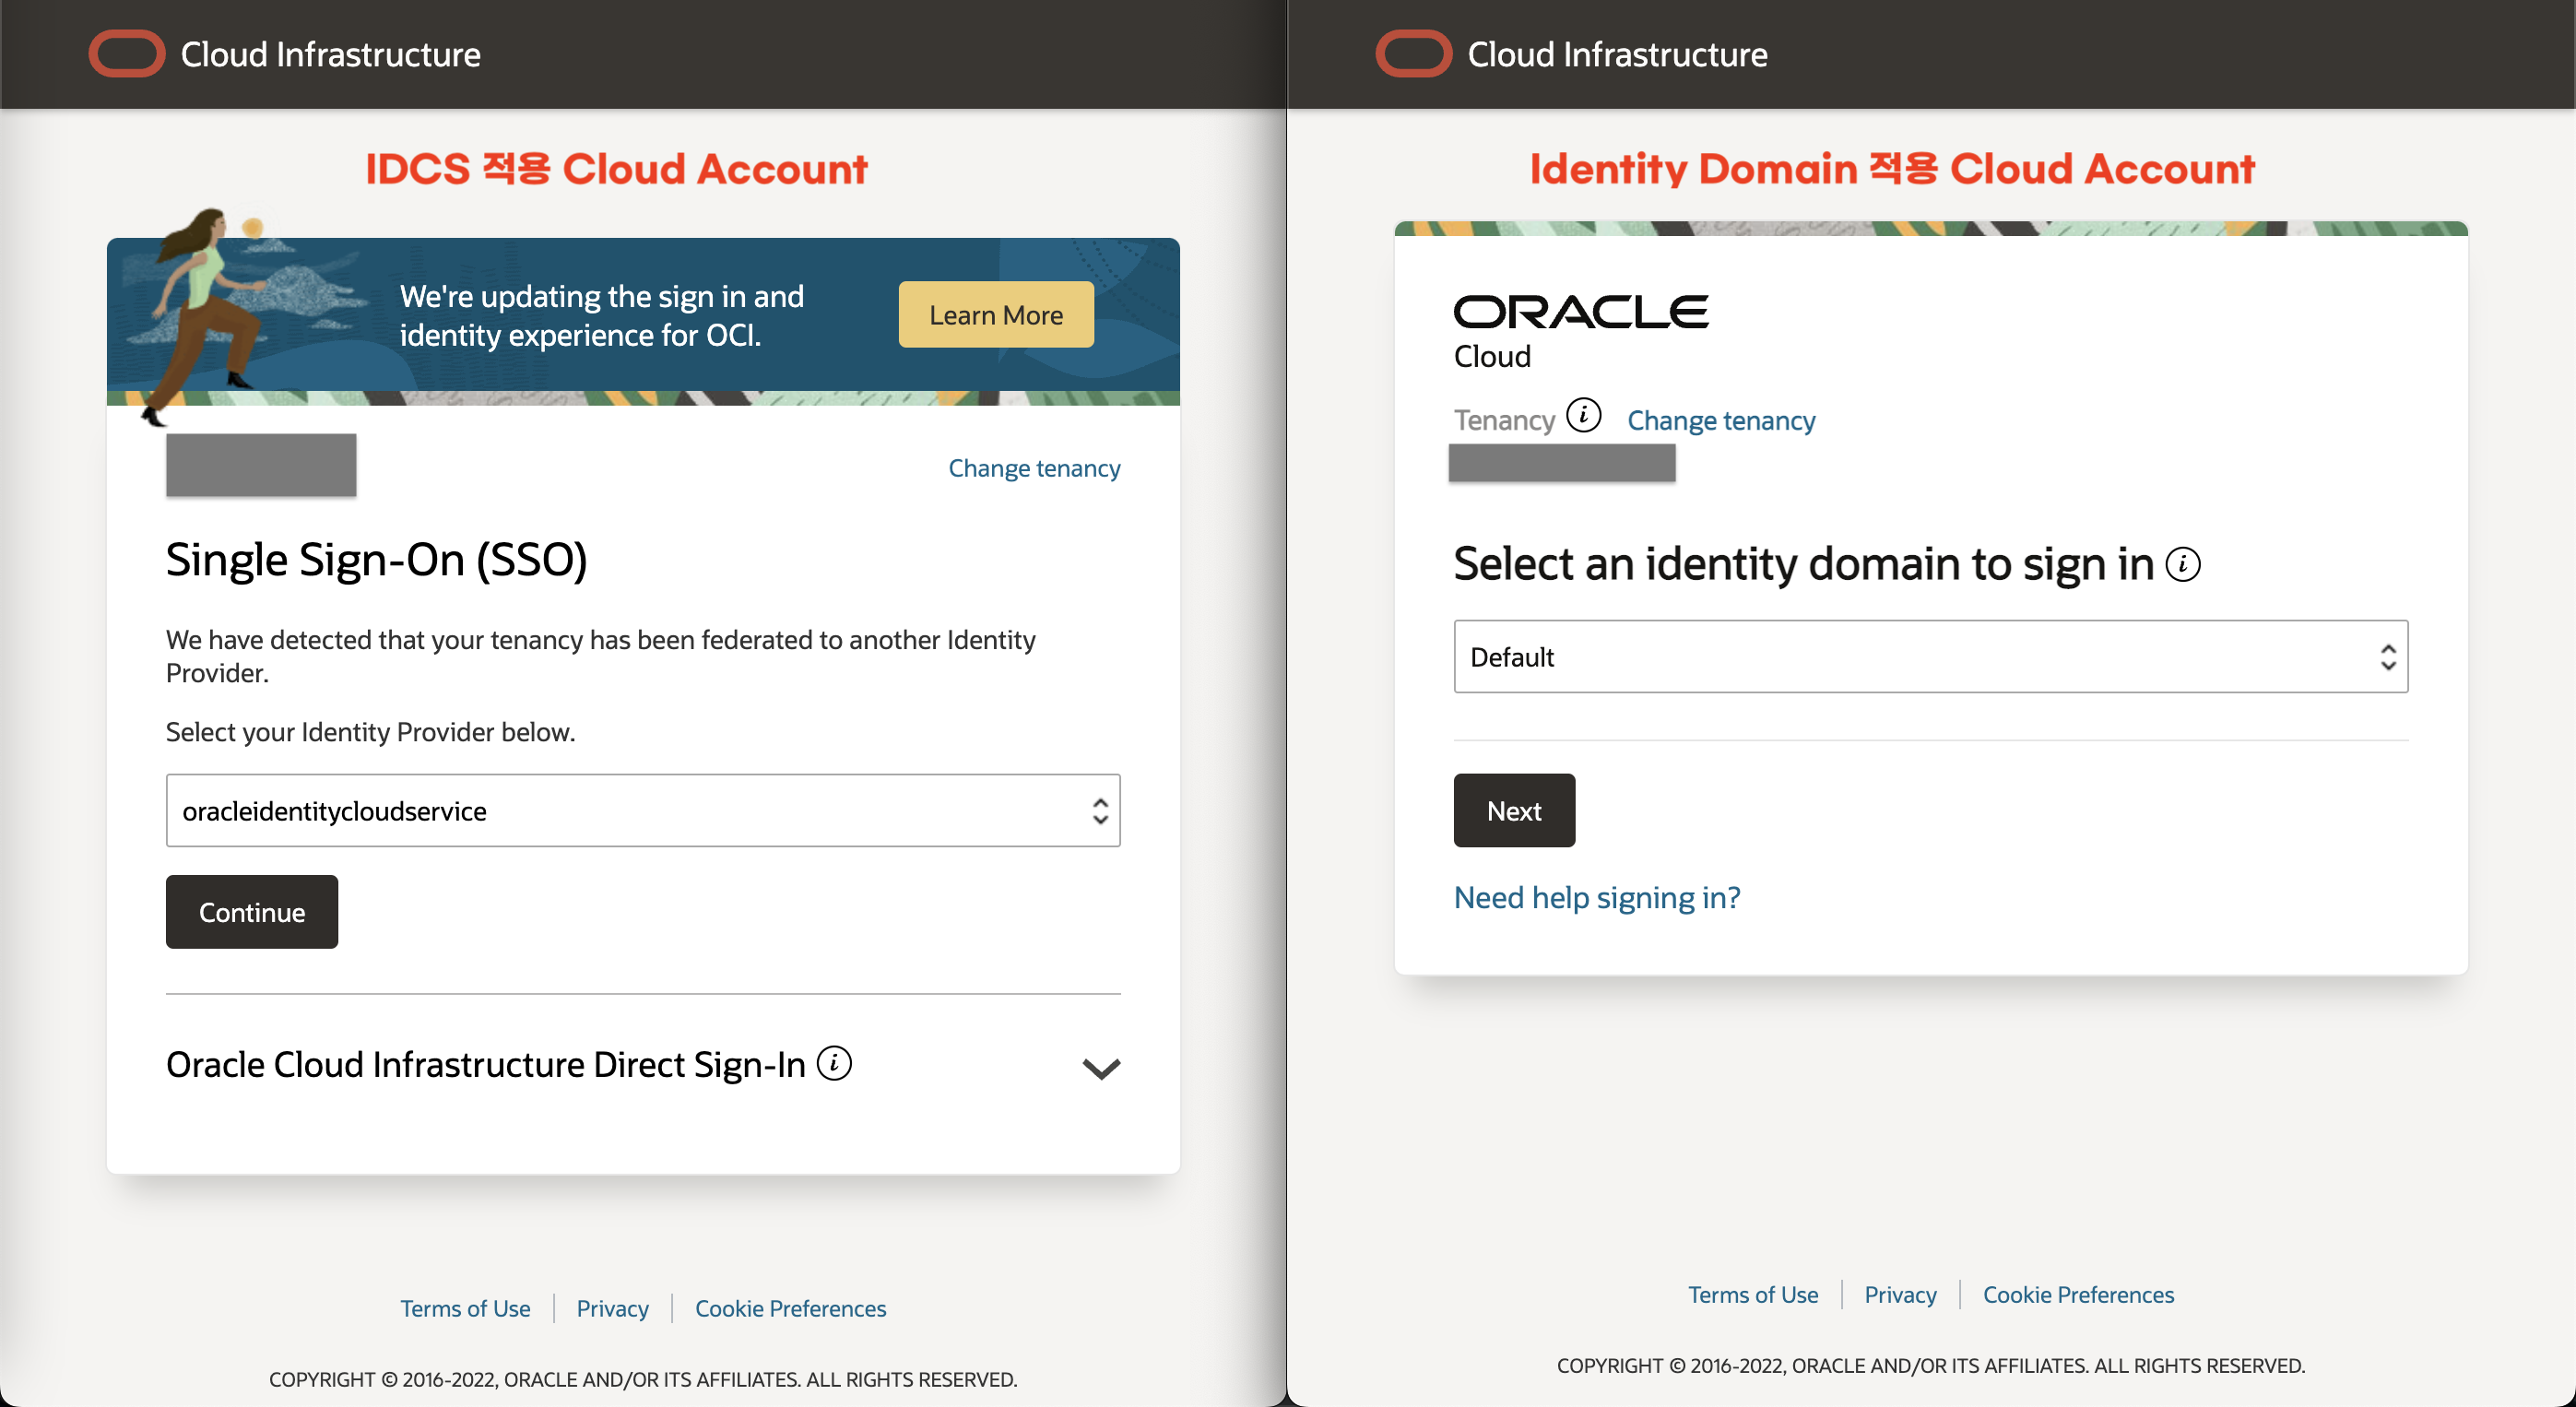 Cloud Infrastructure
IDCS 적용 Cloud Account
We're updating the sign in and
identity experience for OCI.
Learn More
Change tenancy
Single Sign-On (SSO)
We have detected that your tenancy has been federated to another Identity
Provider.
Select your Identity Provider below.
oracleidentitycloudservice
Continue
Oracle Cloud Infrastructure Direct Sign-In
Terms of Use
Privacy
Cookie Preferences
COPYRIGHT © 2016-2022, ORACLE AND/OR ITS AFFILIATES. ALL RIGHTS RESERVED.
Cloud Infrastructure
Identity Domain 적용 Cloud Account
ORACLE
Cloud
Tenancy
Change tenancy
Select an identity domain to sign in
Default
Next
Need help signing in?
Terms of Use
Privacy
Cookie Preferences
COPYRIGHT © 2016-2022, ORACLE AND/OR ITS AFFILIATES. ALL RIGHTS RESERVED.